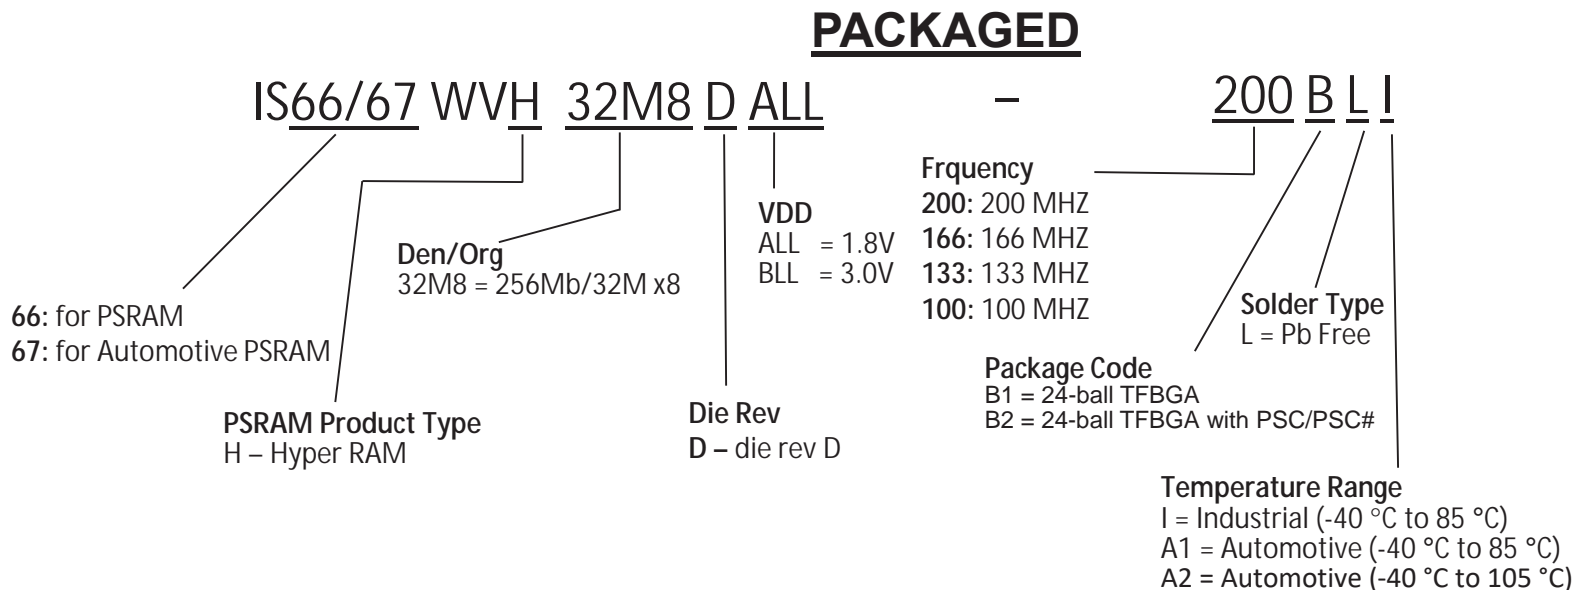 PACKAGED
IS66/67 WVH 32M8 D ALL – 200 B L I
Frquency
200: 200 MHZ
166: 166 MHZ
133: 133 MHZ
100: 100 MHZ
VDD
ALL = 1.8V
BLL = 3.0V
Den/Org
32M8 = 256Mb/32M x8
66: for PSRAM
67: for Automotive PSRAM
Solder Type
L = Pb Free
Package Code
B1 = 24-ball TFBGA
B2 = 24-ball TFBGA with PSC/PSC#
PSRAM Product Type
H – Hyper RAM
Die Rev
D – die rev D
Temperature Range
I = Industrial (-40 °C to 85 °C)
A1 = Automotive (-40 °C to 85 °C)
A2 = Automotive (-40 °C to 105 °C)